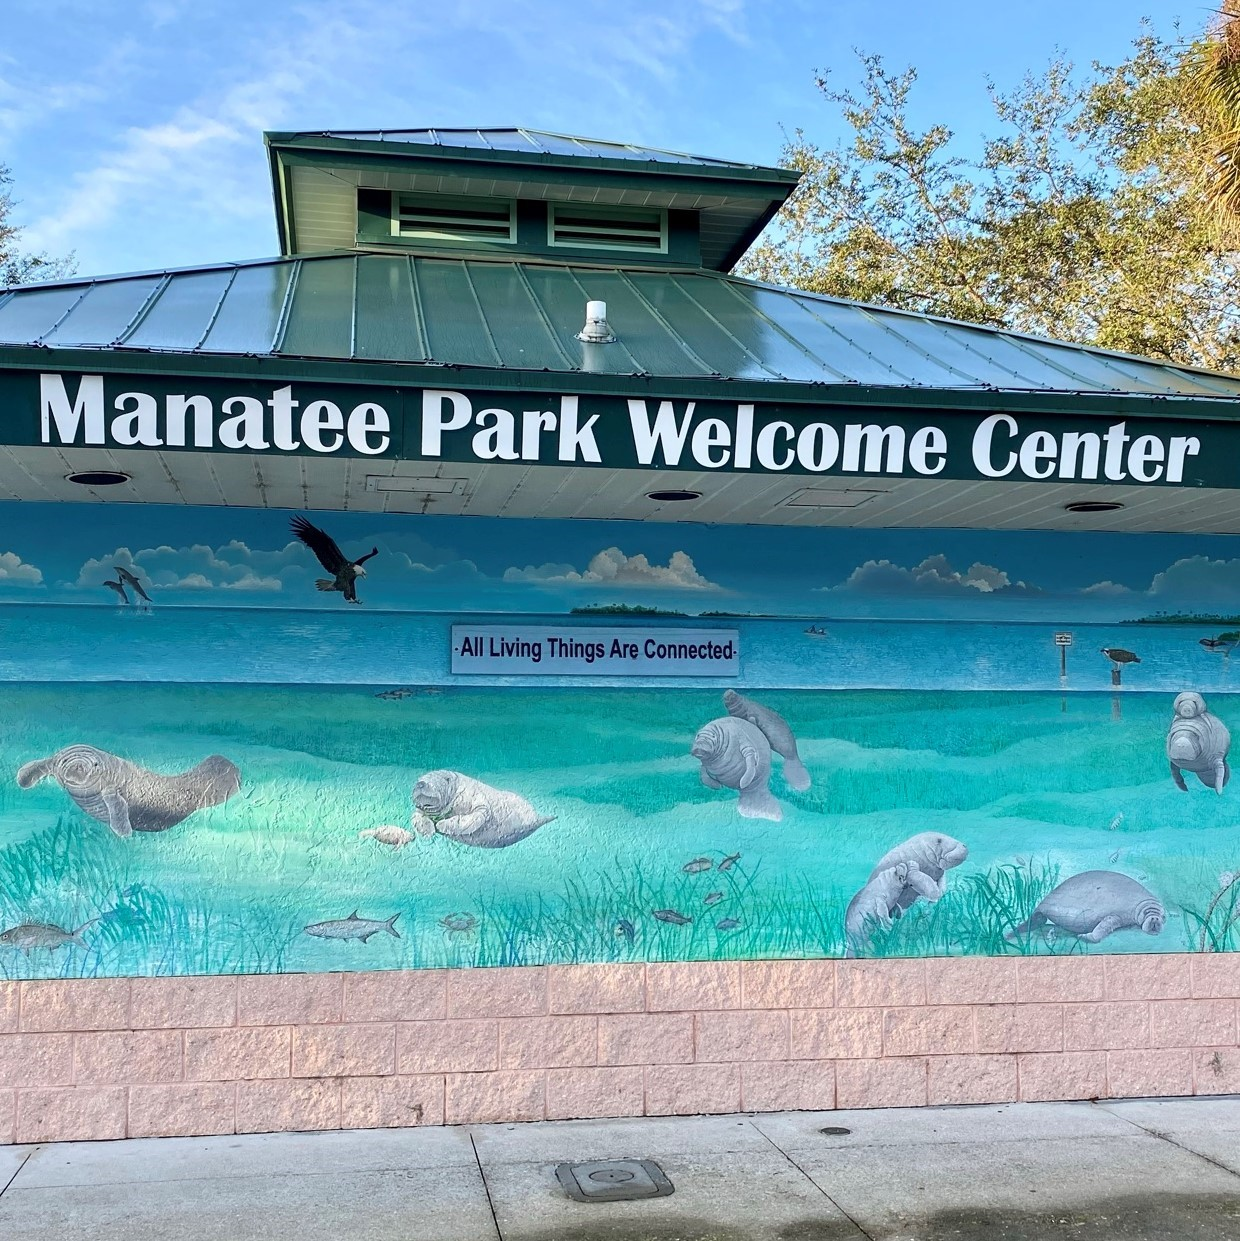 Manatee Park Welcome Center
·All Living Things Are Connected·